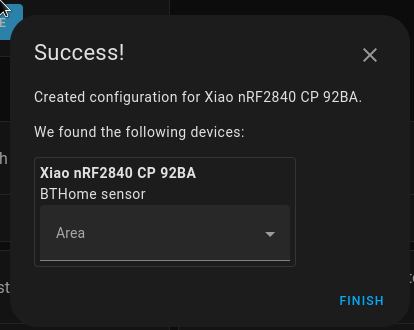 Success!
Created configuration for Xiao nRF2840 CP 92BA.
We found the following devices:
Xiao nRF2840 CP 92BA
BTHome sensor
Area
FINISH
E
h
st